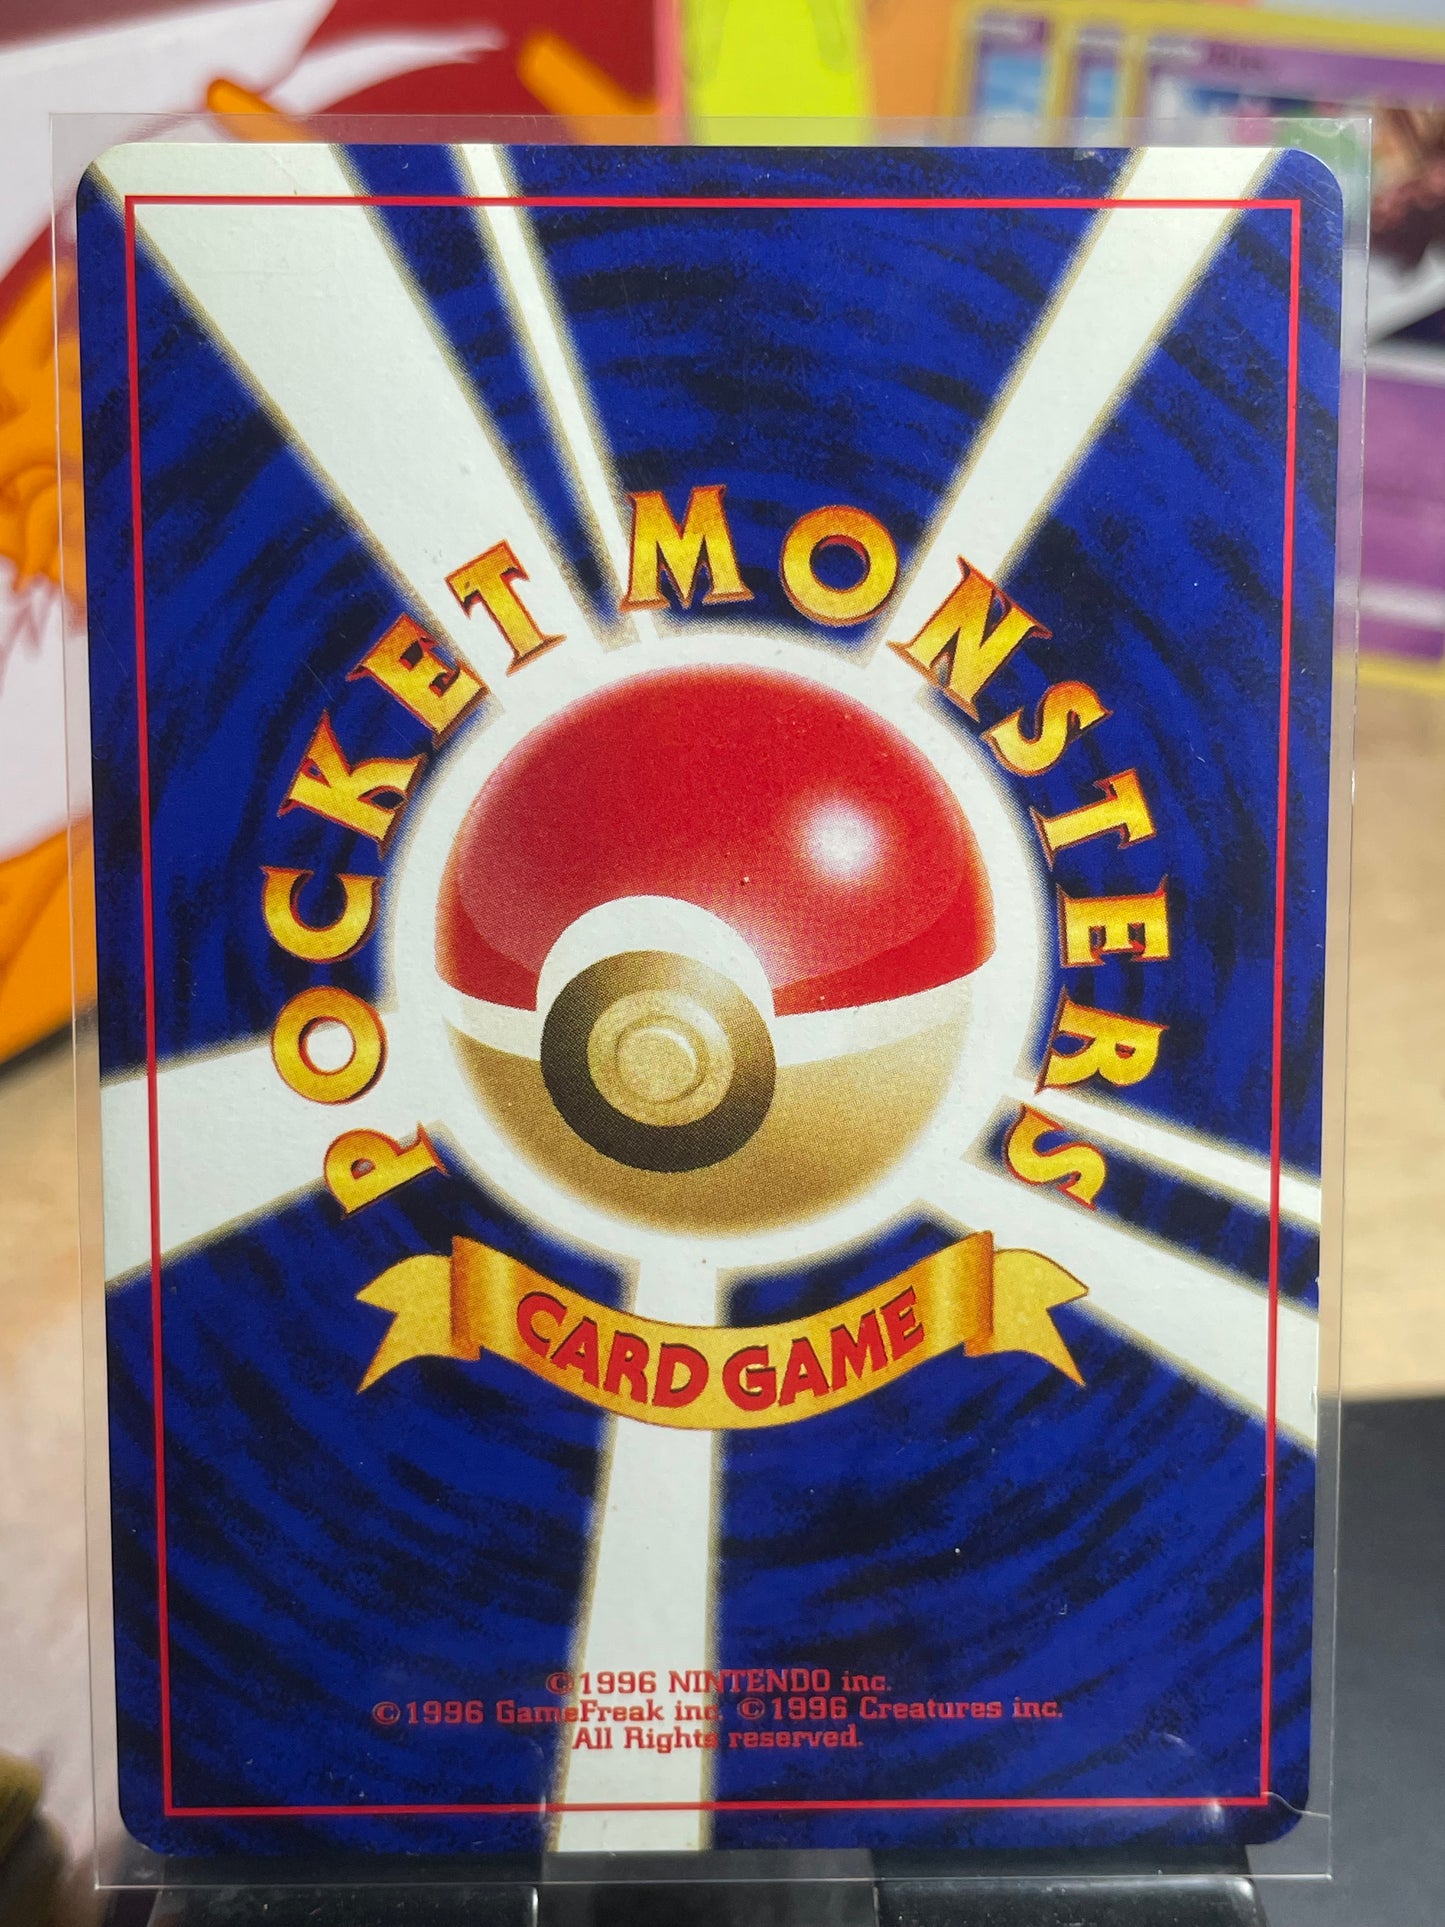 POCKET MONSTERS
CARD GAME
©1996 NINTENDO inc.
©1996 GameFreak inc. ©1996 Creatures inc.
All Rights reserved.